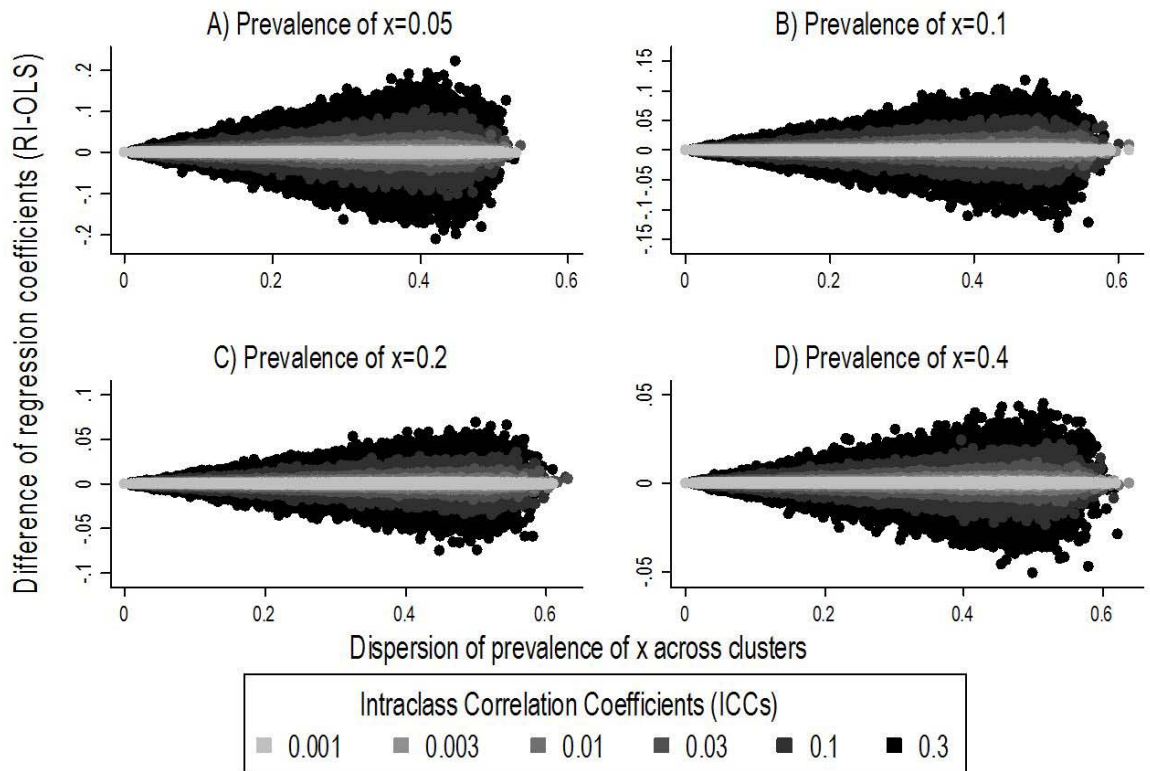 Difference of regression coefficients (RI-OLS)
A) Prevalence of x=0.05
.2
.1
0
-.1
-.2
0 0.2 0.4 0.6
B) Prevalence of x=0.1
.15
.1
.05
0
-.05
-.1
-.15
0 0.2 0.4 0.6
C) Prevalence of x=0.2
.1
.05
0
-.05
-.1
0 0.2 0.4 0.6
D) Prevalence of x=0.4
.05
0
-.05
0 0.2 0.4 0.6
Dispersion of prevalence of x across clusters
Intraclass Correlation Coefficients (ICCs)
0.001 0.003 0.01 0.03 0.1 0.3